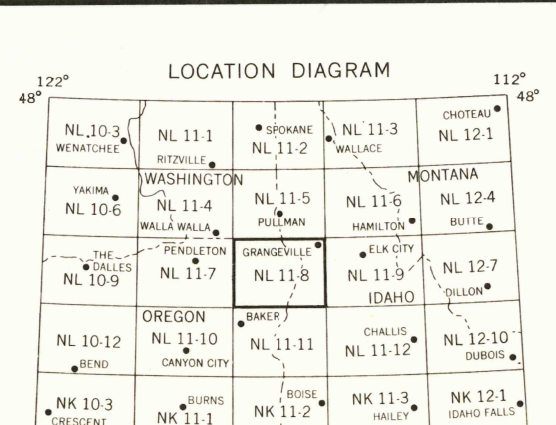 LOCATION DIAGRAM
122°
112°
48°
48°
NL 10-3
WENATCHEE
NL 11-1
RITZVILLE
SPOKANE
NL 11-2
NL 11-3
WALLACE
CHOTEAU
NL 12-1
WASHINGTON
MONTANA
YAKIMA
NL 10-6
NL 11-4
WALLA WALLA
NL 11-5
PULLMAN
NL 11-6
HAMILTON
NL 12-4
BUTTE
THE
DALLES
NL 10-9
PENDLETON
NL 11-7
GRANGEVILLE
NL 11-8
ELK CITY
NL 11-9
NL 12-7
DILLON
IDAHO
OREGON
NL 10-12
BEND
NL 11-10
CANYON CITY
BAKER
NL 11-11
CHALLIS
NL 11-12
NL 12-10
DUBOIS
NK 10-3
CRESCENT
BURNS
NK 11-1
BOISE
NK 11-2
NK 11-3
HAILEY
NK 12-1
IDAHO FALLS